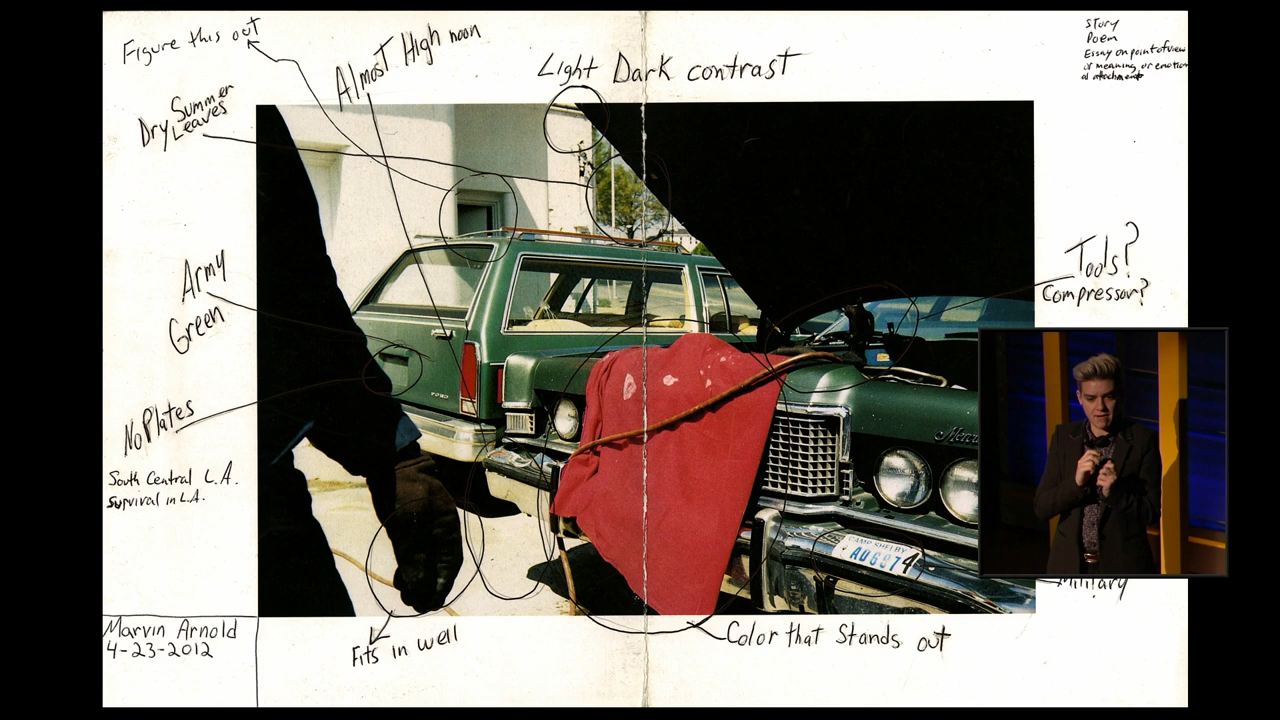 Figure this out
Almost High noon
Light Dark contrast
Story
Poem
Essay on point of view
or meaning or emotion
al attachment
Dry Summer
Leaves
Army
Green
Tools?
Compressor?
No Plates
South Central L.A.
Survival in L.A.
FORD
CAMP SHELBY
AU6874
Military
Marvin Arnold
4-23-2012
Fits in well
Color that Stands out